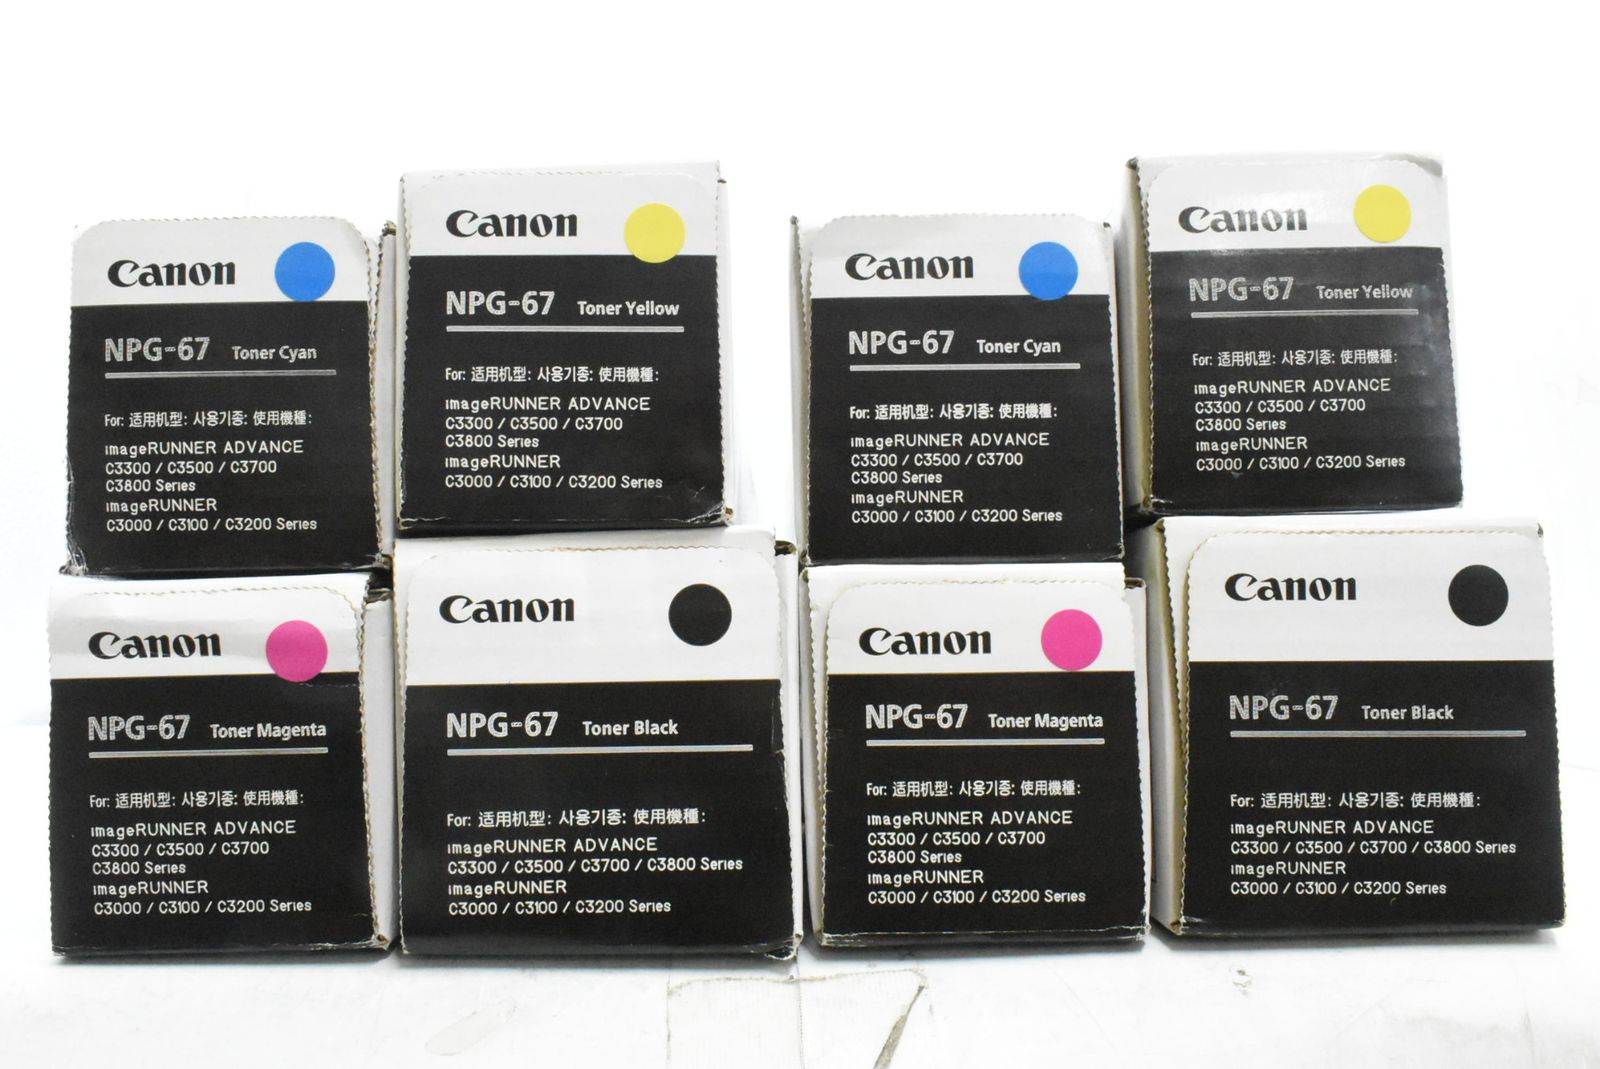 Canon
NPG-67 Toner Cyan
For: 适用机型: 사용기종: 使用機種:
imageRUNNER ADVANCE
C3300 / C3500 / C3700
C3800 Series
imageRUNNER
C3000 / C3100 / C3200 Series
Canon
NPG-67 Toner Yellow
For: 适用机型: 사용기종: 使用機種:
imageRUNNER ADVANCE
C3300 / C3500 / C3700
C3800 Series
imageRUNNER
C3000 / C3100 / C3200 Series
Canon
NPG-67 Toner Cyan
For: 适用机型: 사용기종: 使用機種:
imageRUNNER ADVANCE
C3300 / C3500 / C3700
C3800 Series
imageRUNNER
C3000 / C3100 / C3200 Series
Canon
NPG-67 Toner Yellow
For: 适用机型: 사용기종: 使用機種:
imageRUNNER ADVANCE
C3300 / C3500 / C3700
C3800 Series
imageRUNNER
C3000 / C3100 / C3200 Series
Canon
NPG-67 Toner Magenta
For: 适用机型: 사용기종: 使用機種:
imageRUNNER ADVANCE
C3300 / C3500 / C3700
C3800 Series
imageRUNNER
C3000 / C3100 / C3200 Series
Canon
NPG-67 Toner Black
For: 适用机型: 사용기종: 使用機種:
imageRUNNER ADVANCE
C3300 / C3500 / C3700 / C3800 Series
imageRUNNER
C3000 / C3100 / C3200 Series
Canon
NPG-67 Toner Magenta
For: 适用机型: 사용기종: 使用機種:
imageRUNNER ADVANCE
C3300 / C3500 / C3700
C3800 Series
imageRUNNER
C3000 / C3100 / C3200 Series
Canon
NPG-67 Toner Black
For: 适用机型: 사용기종: 使用機種:
imageRUNNER ADVANCE
C3300 / C3500 / C3700 / C3800 Series
imageRUNNER
C3000 / C3100 / C3200 Series